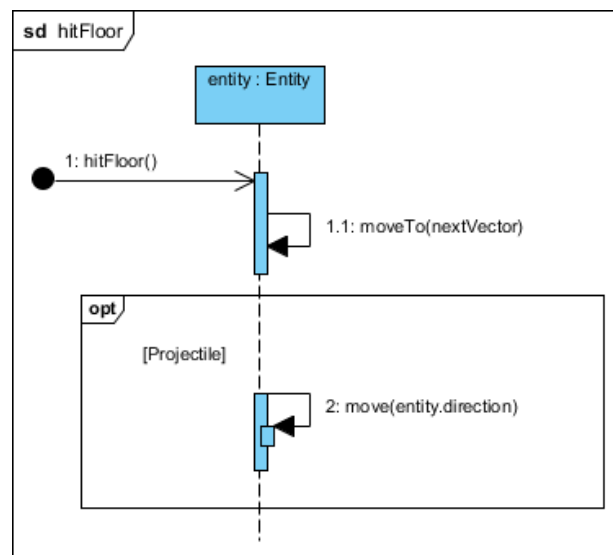 sd hitFloor
entity : Entity
1: hitFloor()
1.1: moveTo(nextVector)
opt
[Projectile]
2: move(entity.direction)